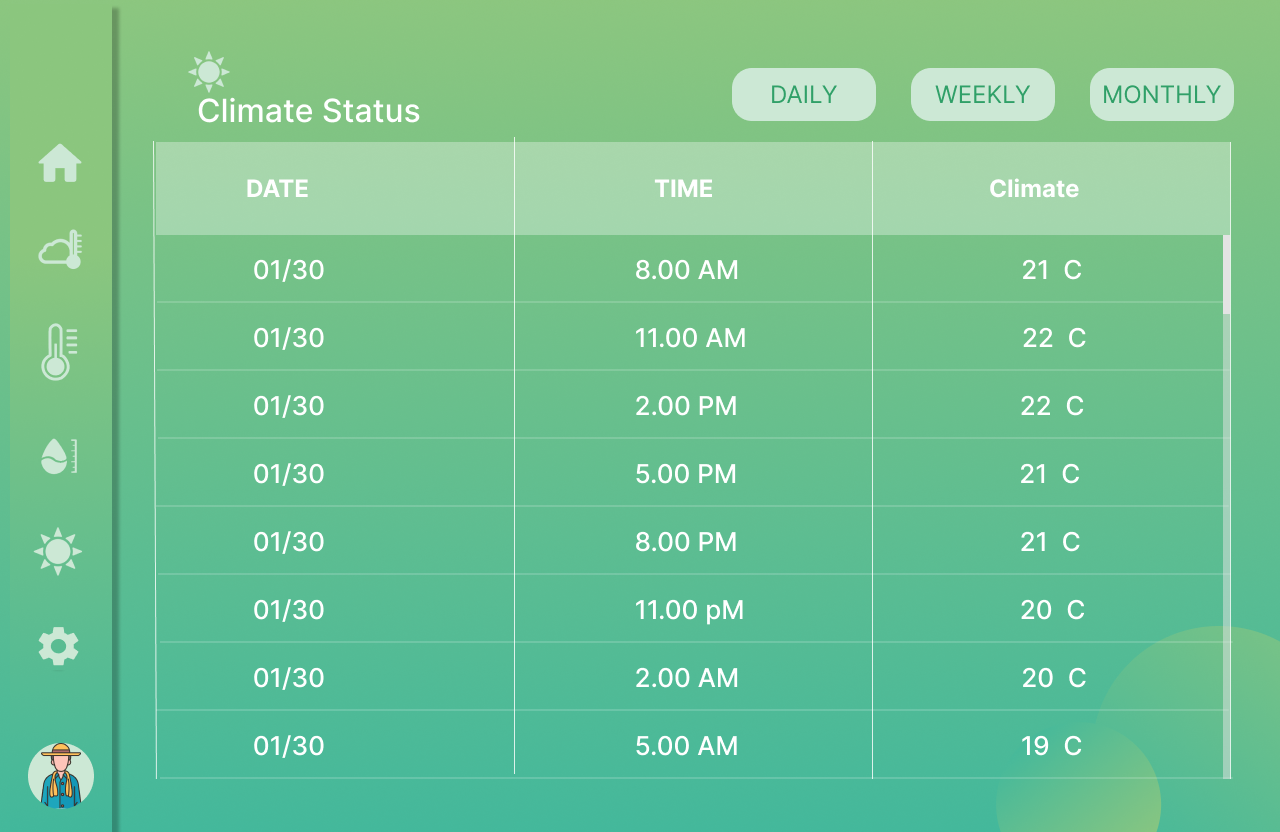 Climate Status
DAILY WEEKLY MONTHLY
DATE TIME Climate
01/30 8.00 AM 21 C
01/30 11.00 AM 22 C
01/30 2.00 PM 22 C
01/30 5.00 PM 21 C
01/30 8.00 PM 21 C
01/30 11.00 pM 20 C
01/30 2.00 AM 20 C
01/30 5.00 AM 19 C